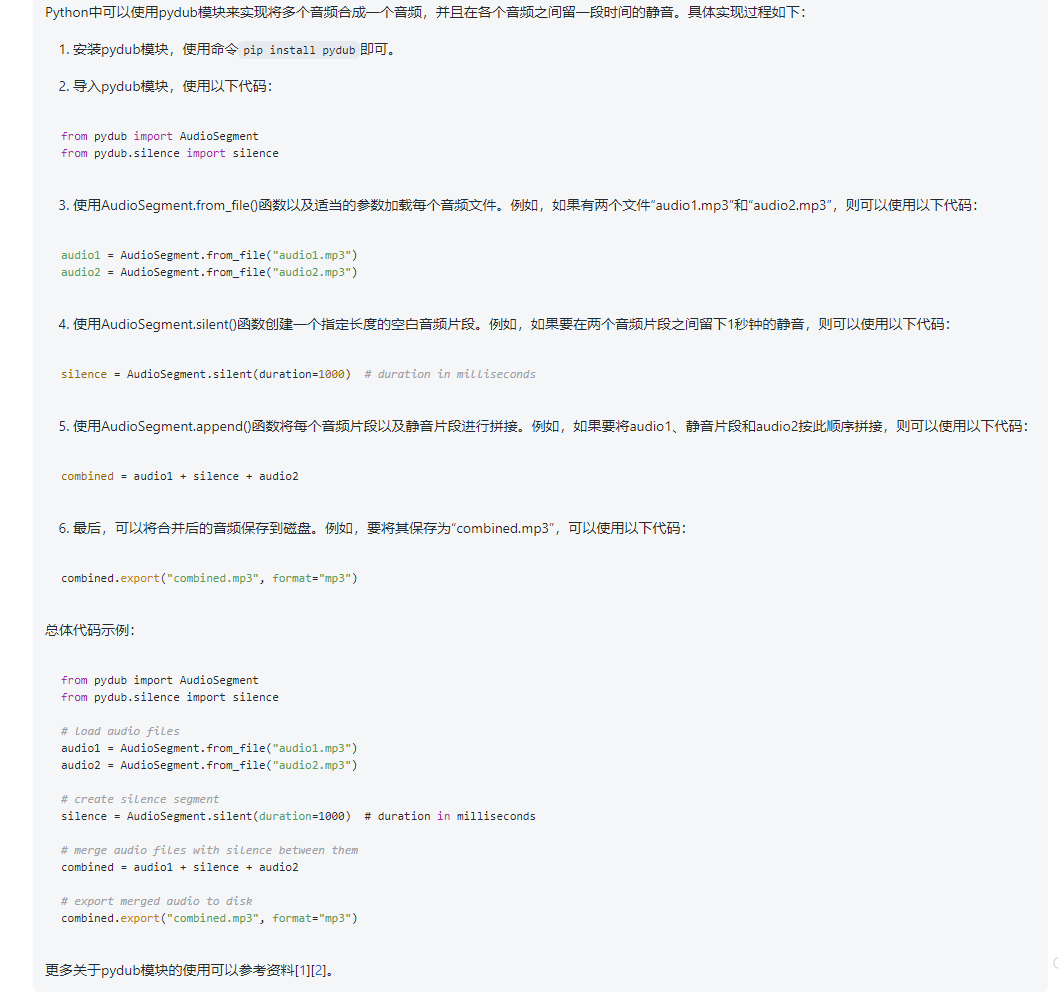 Python中可以使用pydub模块来实现将多个音频合成一个音频，并且在各个音频之间留一段时间的静音。具体实现过程如下：
1. 安装pydub模块，使用命令 pip install pydub 即可。
2. 导入pydub模块，使用以下代码：
from pydub import AudioSegment
from pydub.silence import silence
3. 使用AudioSegment.from_file()函数以及适当的参数加载每个音频文件。例如，如果有两个文件“audio1.mp3”和“audio2.mp3”，则可以使用以下代码：
audio1 = AudioSegment.from_file("audio1.mp3")
audio2 = AudioSegment.from_file("audio2.mp3")
4. 使用AudioSegment.silent()函数创建一个指定长度的空白音频片段。例如，如果要在两个音频片段之间留下1秒钟的静音，则可以使用以下代码：
silence = AudioSegment.silent(duration=1000)  # duration in milliseconds
5. 使用AudioSegment.append()函数将每个音频片段以及静音片段进行拼接。例如，如果要将audio1、静音片段和audio2按此顺序拼接，则可以使用以下代码：
combined = audio1 + silence + audio2
6. 最后，可以将合并后的音频保存到磁盘。例如，要将其保存为“combined.mp3”，可以使用以下代码：
combined.export("combined.mp3", format="mp3")
总体代码示例：
from pydub import AudioSegment
from pydub.silence import silence
# load audio files
audio1 = AudioSegment.from_file("audio1.mp3")
audio2 = AudioSegment.from_file("audio2.mp3")
# create silence segment
silence = AudioSegment.silent(duration=1000)  # duration in milliseconds
# merge audio files with silence between them
combined = audio1 + silence + audio2
# export merged audio to disk
combined.export("combined.mp3", format="mp3")
更多关于pydub模块的使用可以参考资料[1][2]。